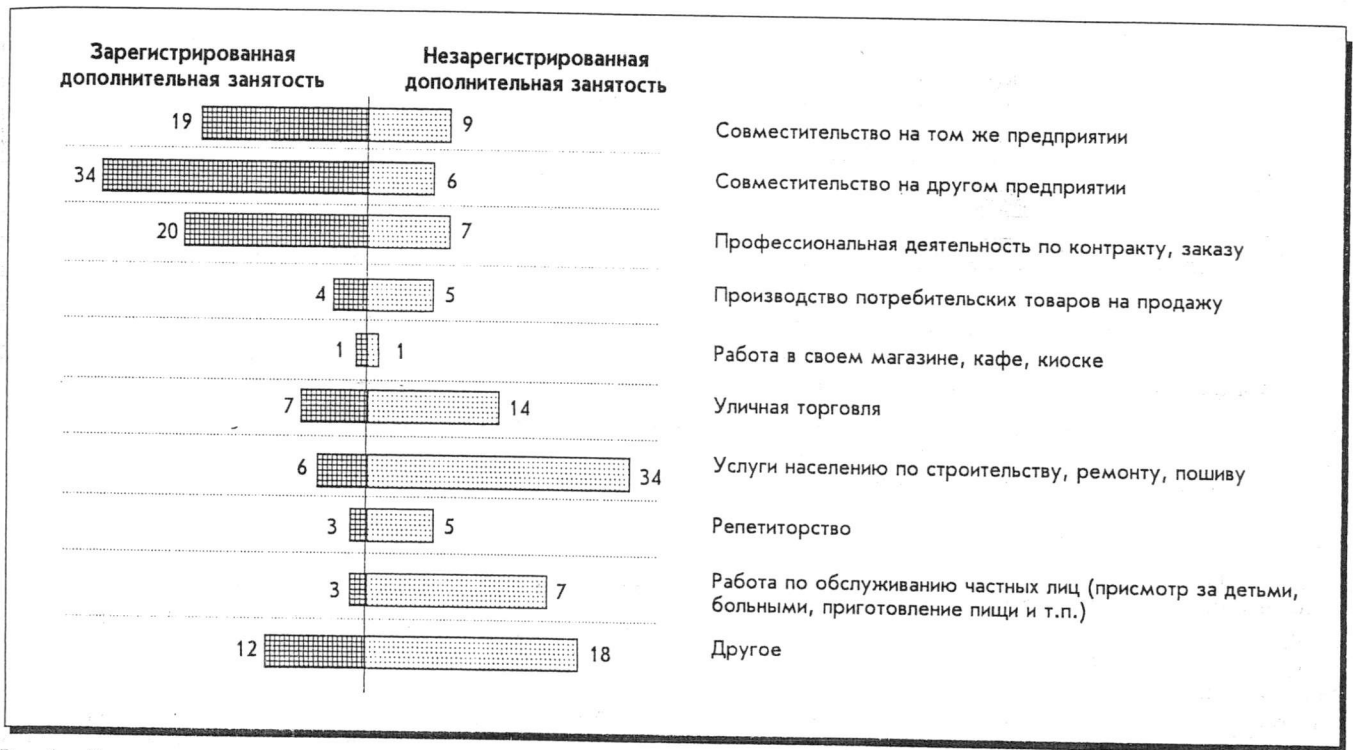 Зарегистрированная
дополнительная занятость
Незарегистрированная
дополнительная занятость
19 9 Совместительство на том же предприятии
34 6 Совместительство на другом предприятии
20 7 Профессиональная деятельность по контракту, заказу
4 5 Производство потребительских товаров на продажу
1 1 Работа в своем магазине, кафе, киоске
7 14 Уличная торговля
6 34 Услуги населению по строительству, ремонту, пошиву
3 5 Репетиторство
3 7 Работа по обслуживанию частных лиц (присмотр за детьми,
больными, приготовление пищи и т.п.)
12 18 Другое